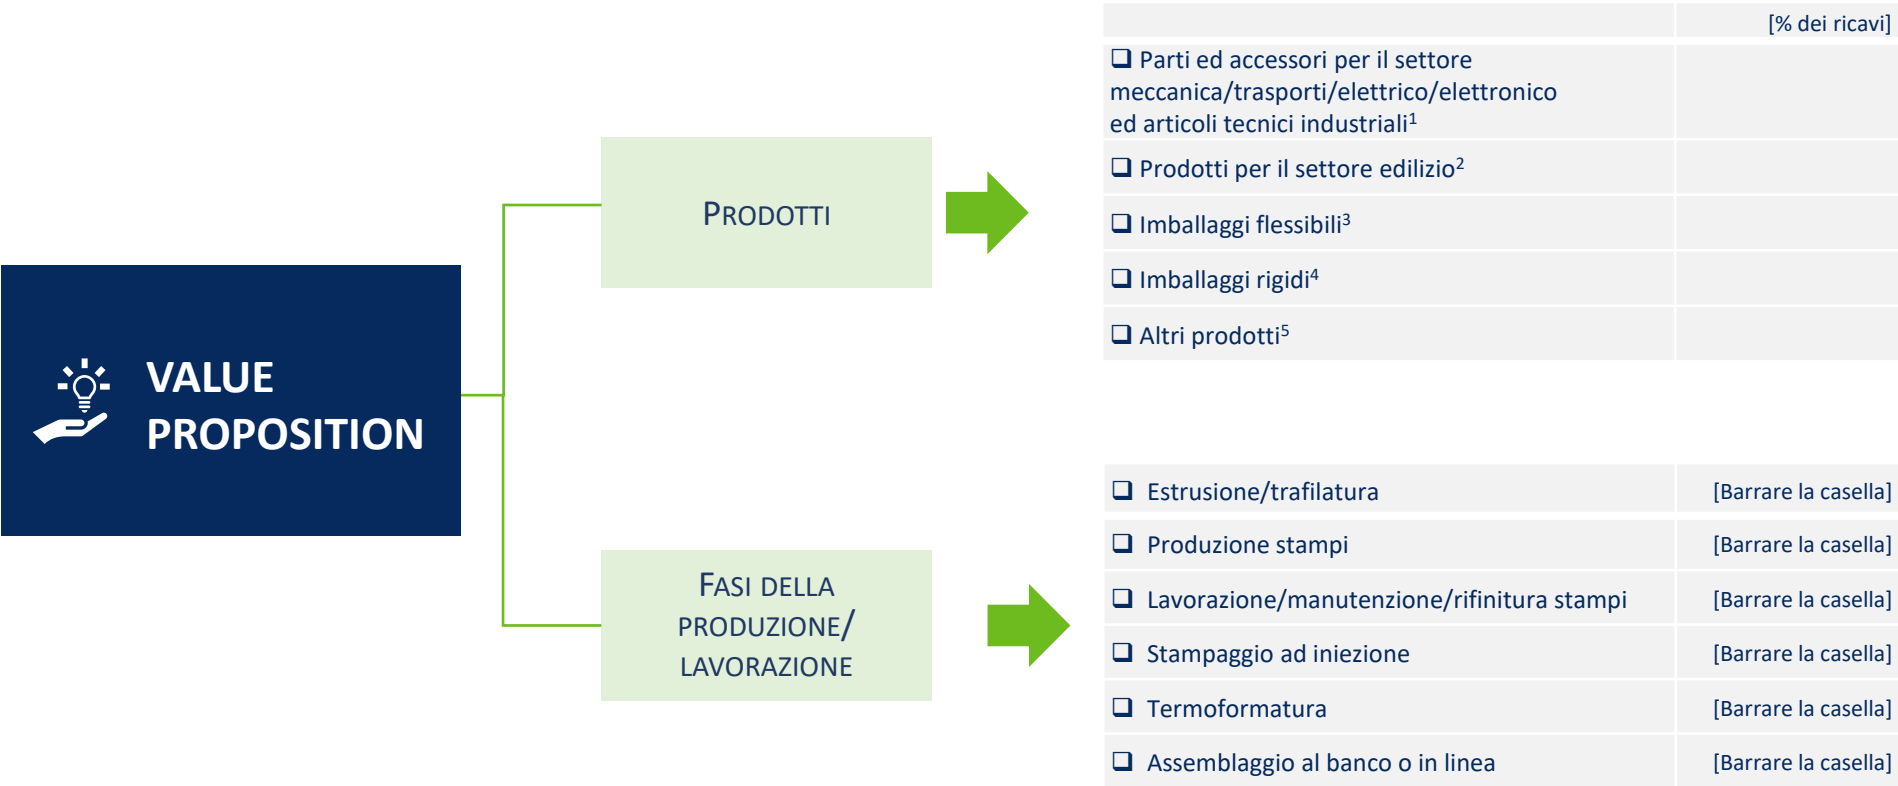 VALUE
PROPOSITION
PRODOTTI
[% dei ricavi]
❑ Parti ed accessori per il settore
meccanica/trasporti/elettrico/elettronico
ed articoli tecnici industriali¹
❑ Prodotti per il settore edilizio²
❑ Imballaggi flessibili³
❑ Imballaggi rigidi⁴
❑ Altri prodotti⁵
FASI DELLA
PRODUZIONE/
LAVORAZIONE
❑ Estrusione/trafilatura [Barrare la casella]
❑ Produzione stampi [Barrare la casella]
❑ Lavorazione/manutenzione/rifinitura stampi [Barrare la casella]
❑ Stampaggio ad iniezione [Barrare la casella]
❑ Termoformatura [Barrare la casella]
❑ Assemblaggio al banco o in linea [Barrare la casella]